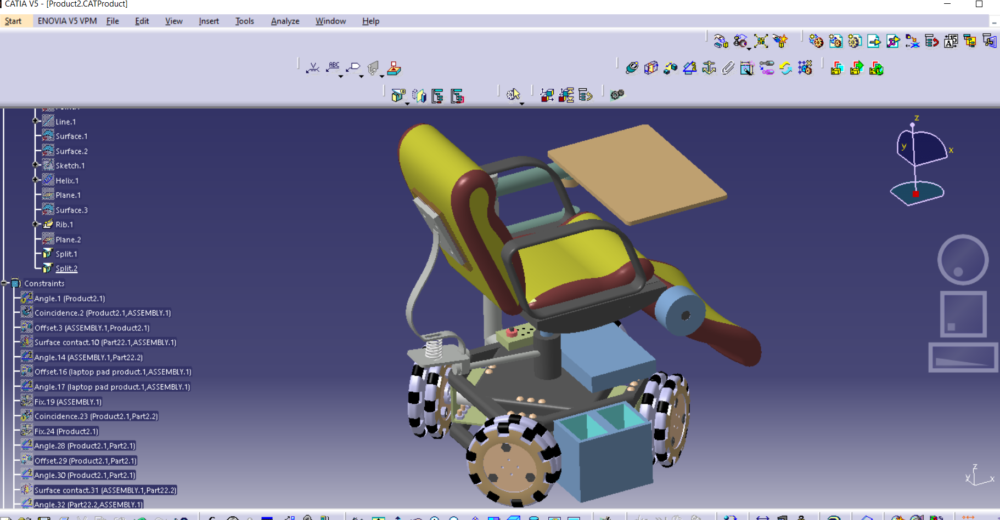 CATIA V5 - [Product2.CATProduct]
Start ENOVIA V5 VPM File Edit View Insert Tools Analyze Window Help
ABC
Line.1
Surface.1
Surface.2
Sketch.1
Helix.1
Plane.1
Surface.3
Rib.1
Plane.2
Split.1
Split.2
Constraints
Angle.1 (Product2.1)
Coincidence.2 (Product2.1,ASSEMBLY.1)
Offset.3 (ASSEMBLY.1,Product2.1)
Surface contact.10 (Part22.1,ASSEMBLY.1)
Angle.14 (ASSEMBLY.1,Part22.2)
Offset.16 (laptop pad product.1,ASSEMBLY.1)
Angle.17 (laptop pad product.1,ASSEMBLY.1)
Fix.19 (ASSEMBLY.1)
Coincidence.23 (Product2.1,Part2.2)
Fix.24 (Product2.1)
Angle.28 (Product2.1,Part2.1)
Offset.29 (Product2.1,Part2.1)
Angle.30 (Product2.1,Part2.1)
Surface contact.31 (ASSEMBLY.1,Part22.2)
Angle.32 (Part22.2,ASSEMBLY.1)
z
y
x
z
y
x